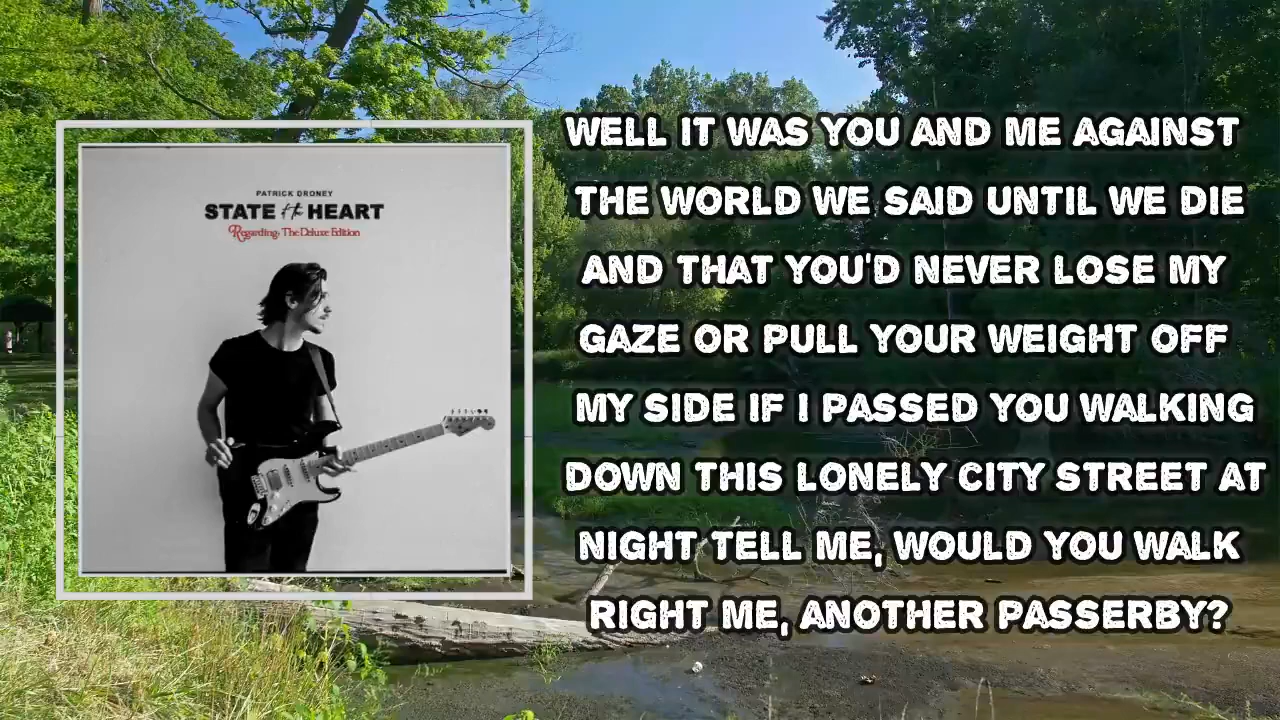 PATRICK DRONEY
STATE of the HEART
Regarding: The Deluxe Edition
WELL IT WAS YOU AND ME AGAINST
THE WORLD WE SAID UNTIL WE DIE
AND THAT YOU'D NEVER LOSE MY
GAZE OR PULL YOUR WEIGHT OFF
MY SIDE IF I PASSED YOU WALKING
DOWN THIS LONELY CITY STREET AT
NIGHT TELL ME, WOULD YOU WALK
RIGHT ME, ANOTHER PASSERBY?